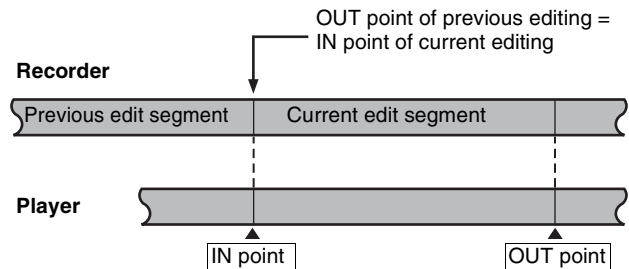 OUT point of previous editing =
IN point of current editing
Recorder
Previous edit segment
Current edit segment
Player
IN point
OUT point